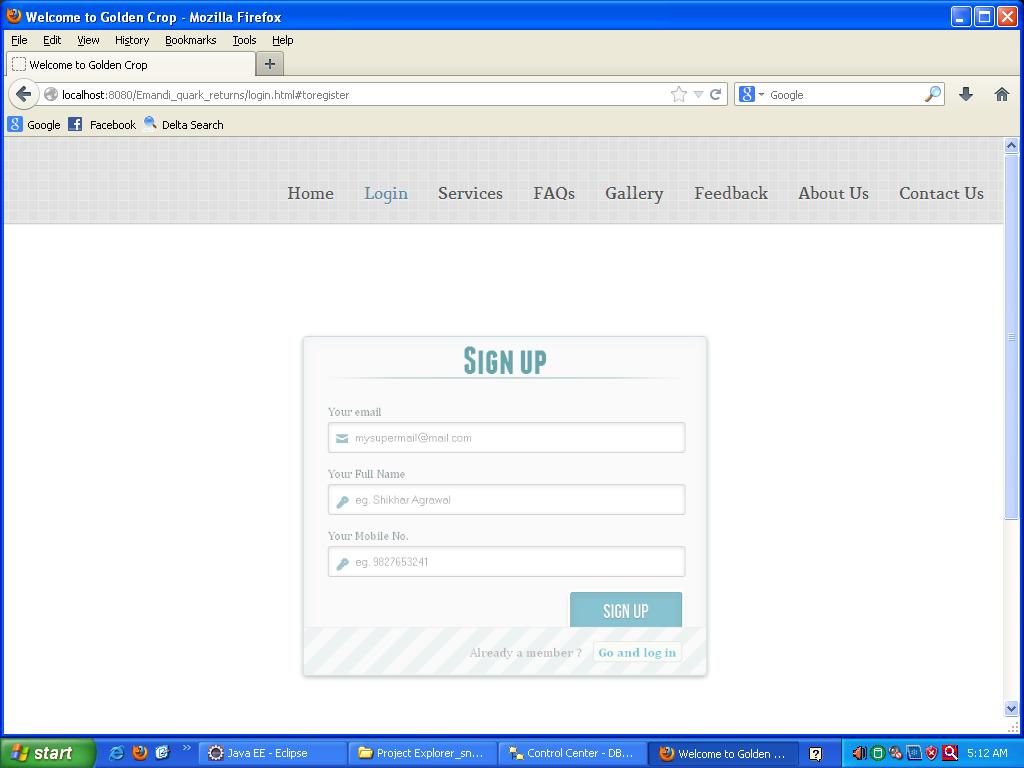 Welcome to Golden Crop - Mozilla Firefox
File Edit View History Bookmarks Tools Help
Welcome to Golden Crop
localhost:8080/Emandi_quark_returns/login.html#toregister
Google
Google Facebook Delta Search
Home Login Services FAQs Gallery Feedback About Us Contact Us
Sign up
Your email
mysupermail@mail.com
Your Full Name
eg. Shikhar Agrawal
Your Mobile No.
eg. 9827653241
SIGN UP
Already a member ? Go and log in
start Java EE - Eclipse Project Explorer_sn... Control Center - DB... Welcome to Golden ... 5:12 AM